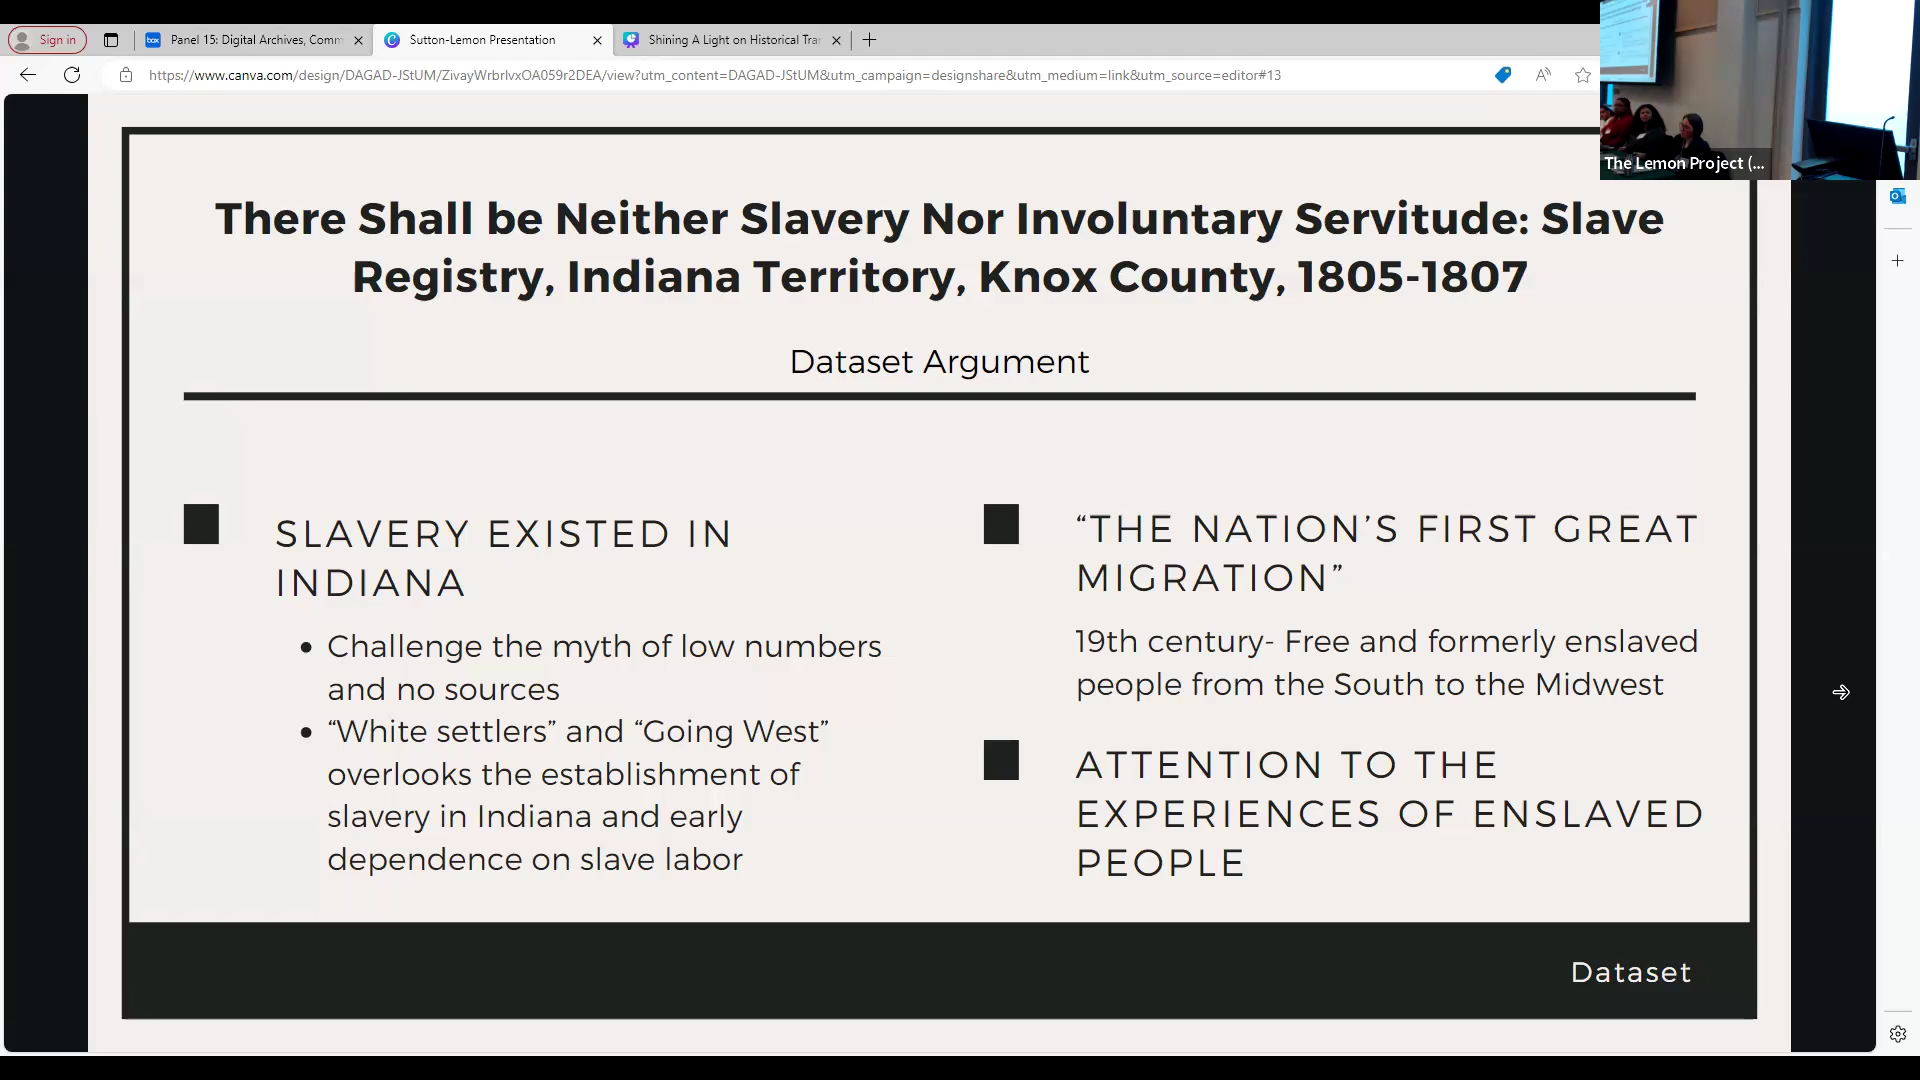 Sign in
Panel 15: Digital Archives, Comm
Sutton-Lemon Presentation
Shining A Light on Historical Tra
https://www.canva.com/design/DAGAD-JStUM/ZivayWrbrlvxOA059r2DEA/view?utm_content=DAGAD-JStUM&utm_campaign=designshare&utm_medium=link&utm_source=editor#13
The Lemon Project (...
There Shall be Neither Slavery Nor Involuntary Servitude: Slave
Registry, Indiana Territory, Knox County, 1805-1807
Dataset Argument
SLAVERY EXISTED IN
INDIANA
• Challenge the myth of low numbers
and no sources
• “White settlers” and “Going West”
overlooks the establishment of
slavery in Indiana and early
dependence on slave labor
“THE NATION’S FIRST GREAT
MIGRATION”
19th century- Free and formerly enslaved
people from the South to the Midwest
ATTENTION TO THE
EXPERIENCES OF ENSLAVED
PEOPLE
Dataset